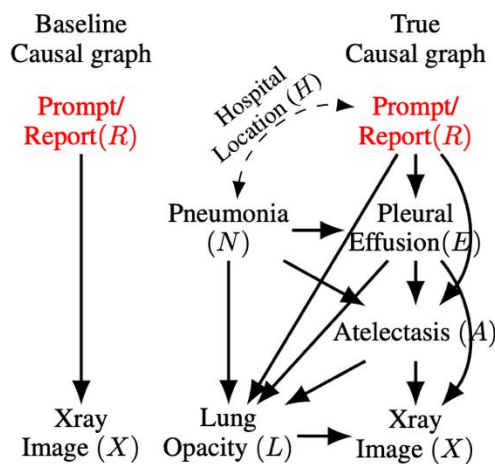 Baseline
Causal graph
True
Causal graph
Prompt/
Report(R)
Hospital
Location (H)
Prompt/
Report(R)
Pneumonia
(N)
Pleural
Effusion(E)
Atelectasis (A)
Xray
Image (X)
Lung
Opacity (L)
Xray
Image (X)